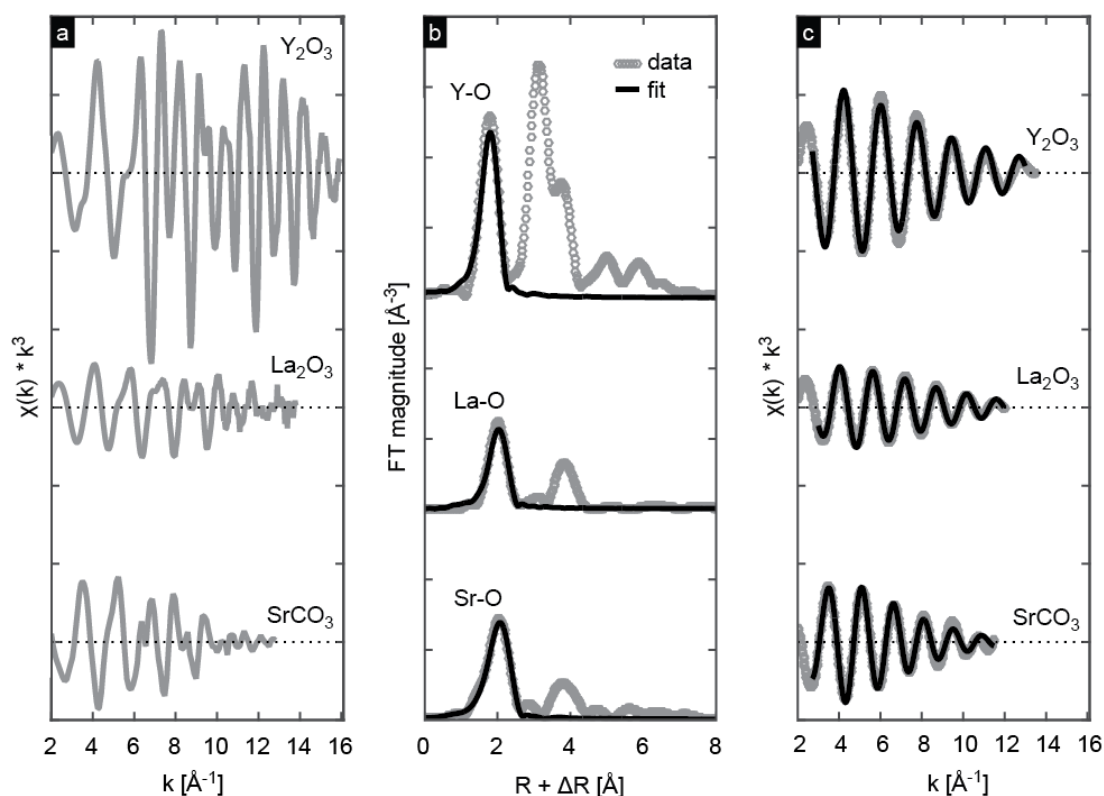 a
Y₂O₃
La₂O₃
SrCO₃
χ(k) * k³
2 4 6 8 10 12 14 16
k [Å⁻¹]
b
data
fit
Y-O
La-O
Sr-O
FT magnitude [Å⁻³]
0 2 4 6 8
R + ΔR [Å]
c
Y₂O₃
La₂O₃
SrCO₃
χ(k) * k³
2 4 6 8 10 12 14 16
k [Å⁻¹]